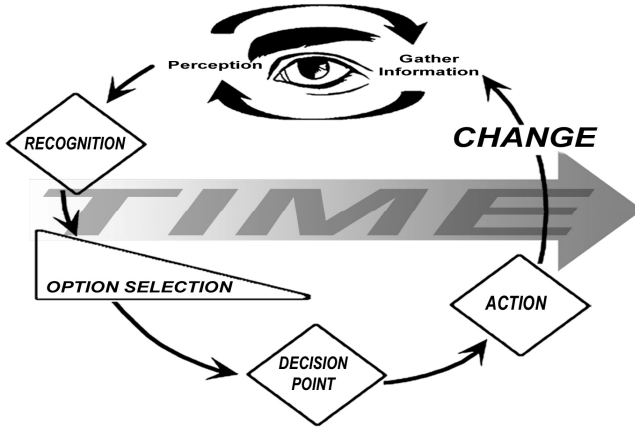 Perception
Gather
Information
RECOGNITION
CHANGE
TIME
OPTION SELECTION
ACTION
DECISION
POINT